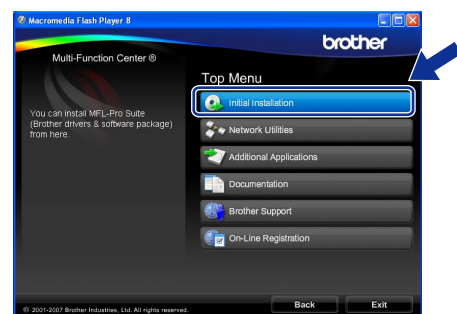 Macromedia Flash Player 8
brother
Multi-Function Center ®
Top Menu
You can install MFL-Pro Suite
(Brother drivers & software package)
from here.
Initial Installation
Network Utilities
Additional Applications
Documentation
Brother Support
On-Line Registration
© 2001-2007 Brother Industries, Ltd. All rights reserved.
Back
Exit